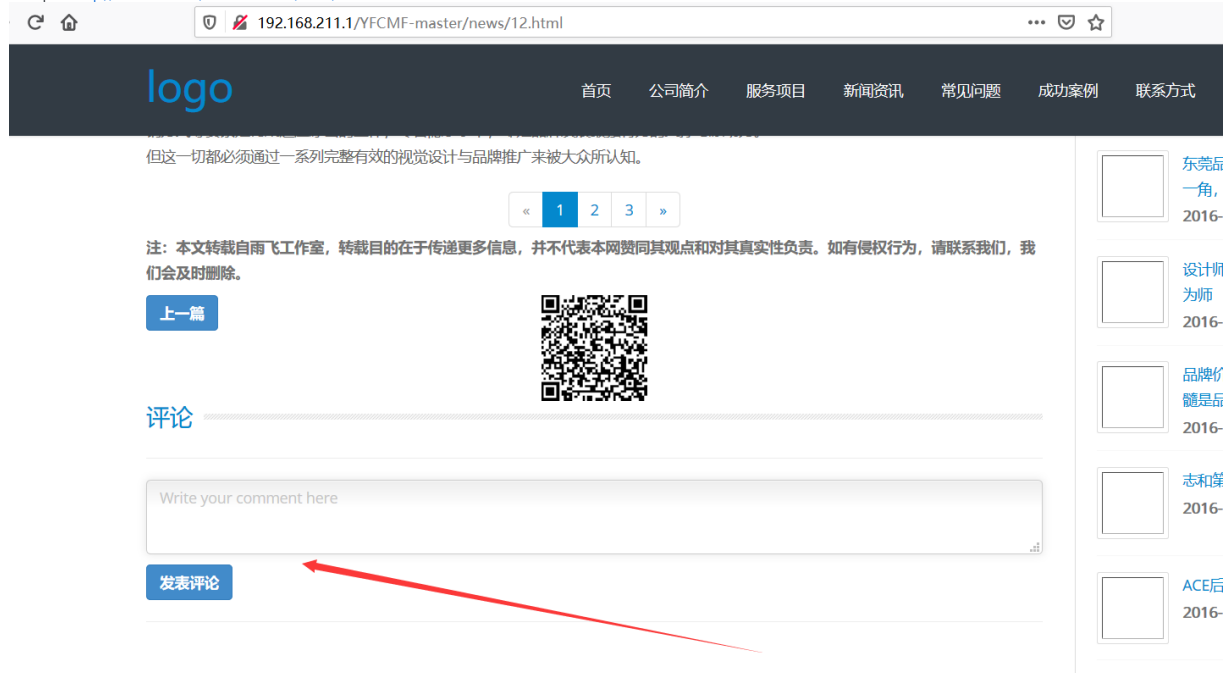 192.168.211.1/YFCMF-master/news/12.html
logo
首页 公司简介 服务项目 新闻资讯 常见问题 成功案例 联系方式
但这一切都必须通过一系列完整有效的视觉设计与品牌推广来被大众所认知。
« 1 2 3 »
注：本文转载自雨飞工作室，转载目的在于传递更多信息，并不代表本网赞同其观点和对其真实性负责。如有侵权行为，请联系我们，我
们会及时删除。
上一篇
评论
Write your comment here
发表评论
东莞品
一角，
2016-
设计师
为师
2016-
品牌价
髓是品
2016-
志和第
2016-
ACE后
2016-